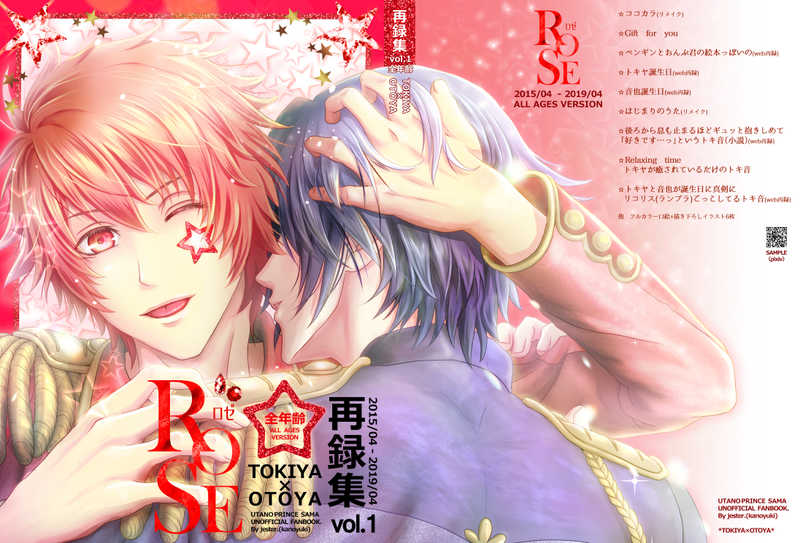 再録集
vol.1
全年齢
TOKIYA
×
OTOYA
ROSE
ロゼ
全年齢
ALL AGES
VERSION
TOKIYA
×
OTOYA
UTANO PRINCE SAMA
UNOFFICIAL FANBOOK.
By jester.(kanoyuki)
再録集
vol.1
2015/04 - 2019/04
ROSE
ロゼ
2015/04 - 2019/04
ALL AGES VERSION
☆ココカラ(リメイク)
☆Gift for you
☆ペンギンとおんぷ君の絵本っぽいの(web再録)
☆トキヤ誕生日(web再録)
☆音也誕生日(web再録)
☆はじまりのうた(リメイク)
☆後ろから息も止まるほどギュッと抱きしめて
「好きです…っ」というトキ音(小説)(web再録)
☆Relaxing time
トキヤが癒されているだけのトキ音
☆トキヤと音也が誕生日に真剣に
リコリス(ランプラ)ごっこしてるトキ音(web再録)
他 フルカラー口絵+描き下ろしイラスト6枚
SAMPLE
(pixiv)
UTANO PRINCE SAMA
UNOFFICIAL FANBOOK.
By jester.(kanoyuki)
*TOKIYA×OTOYA*